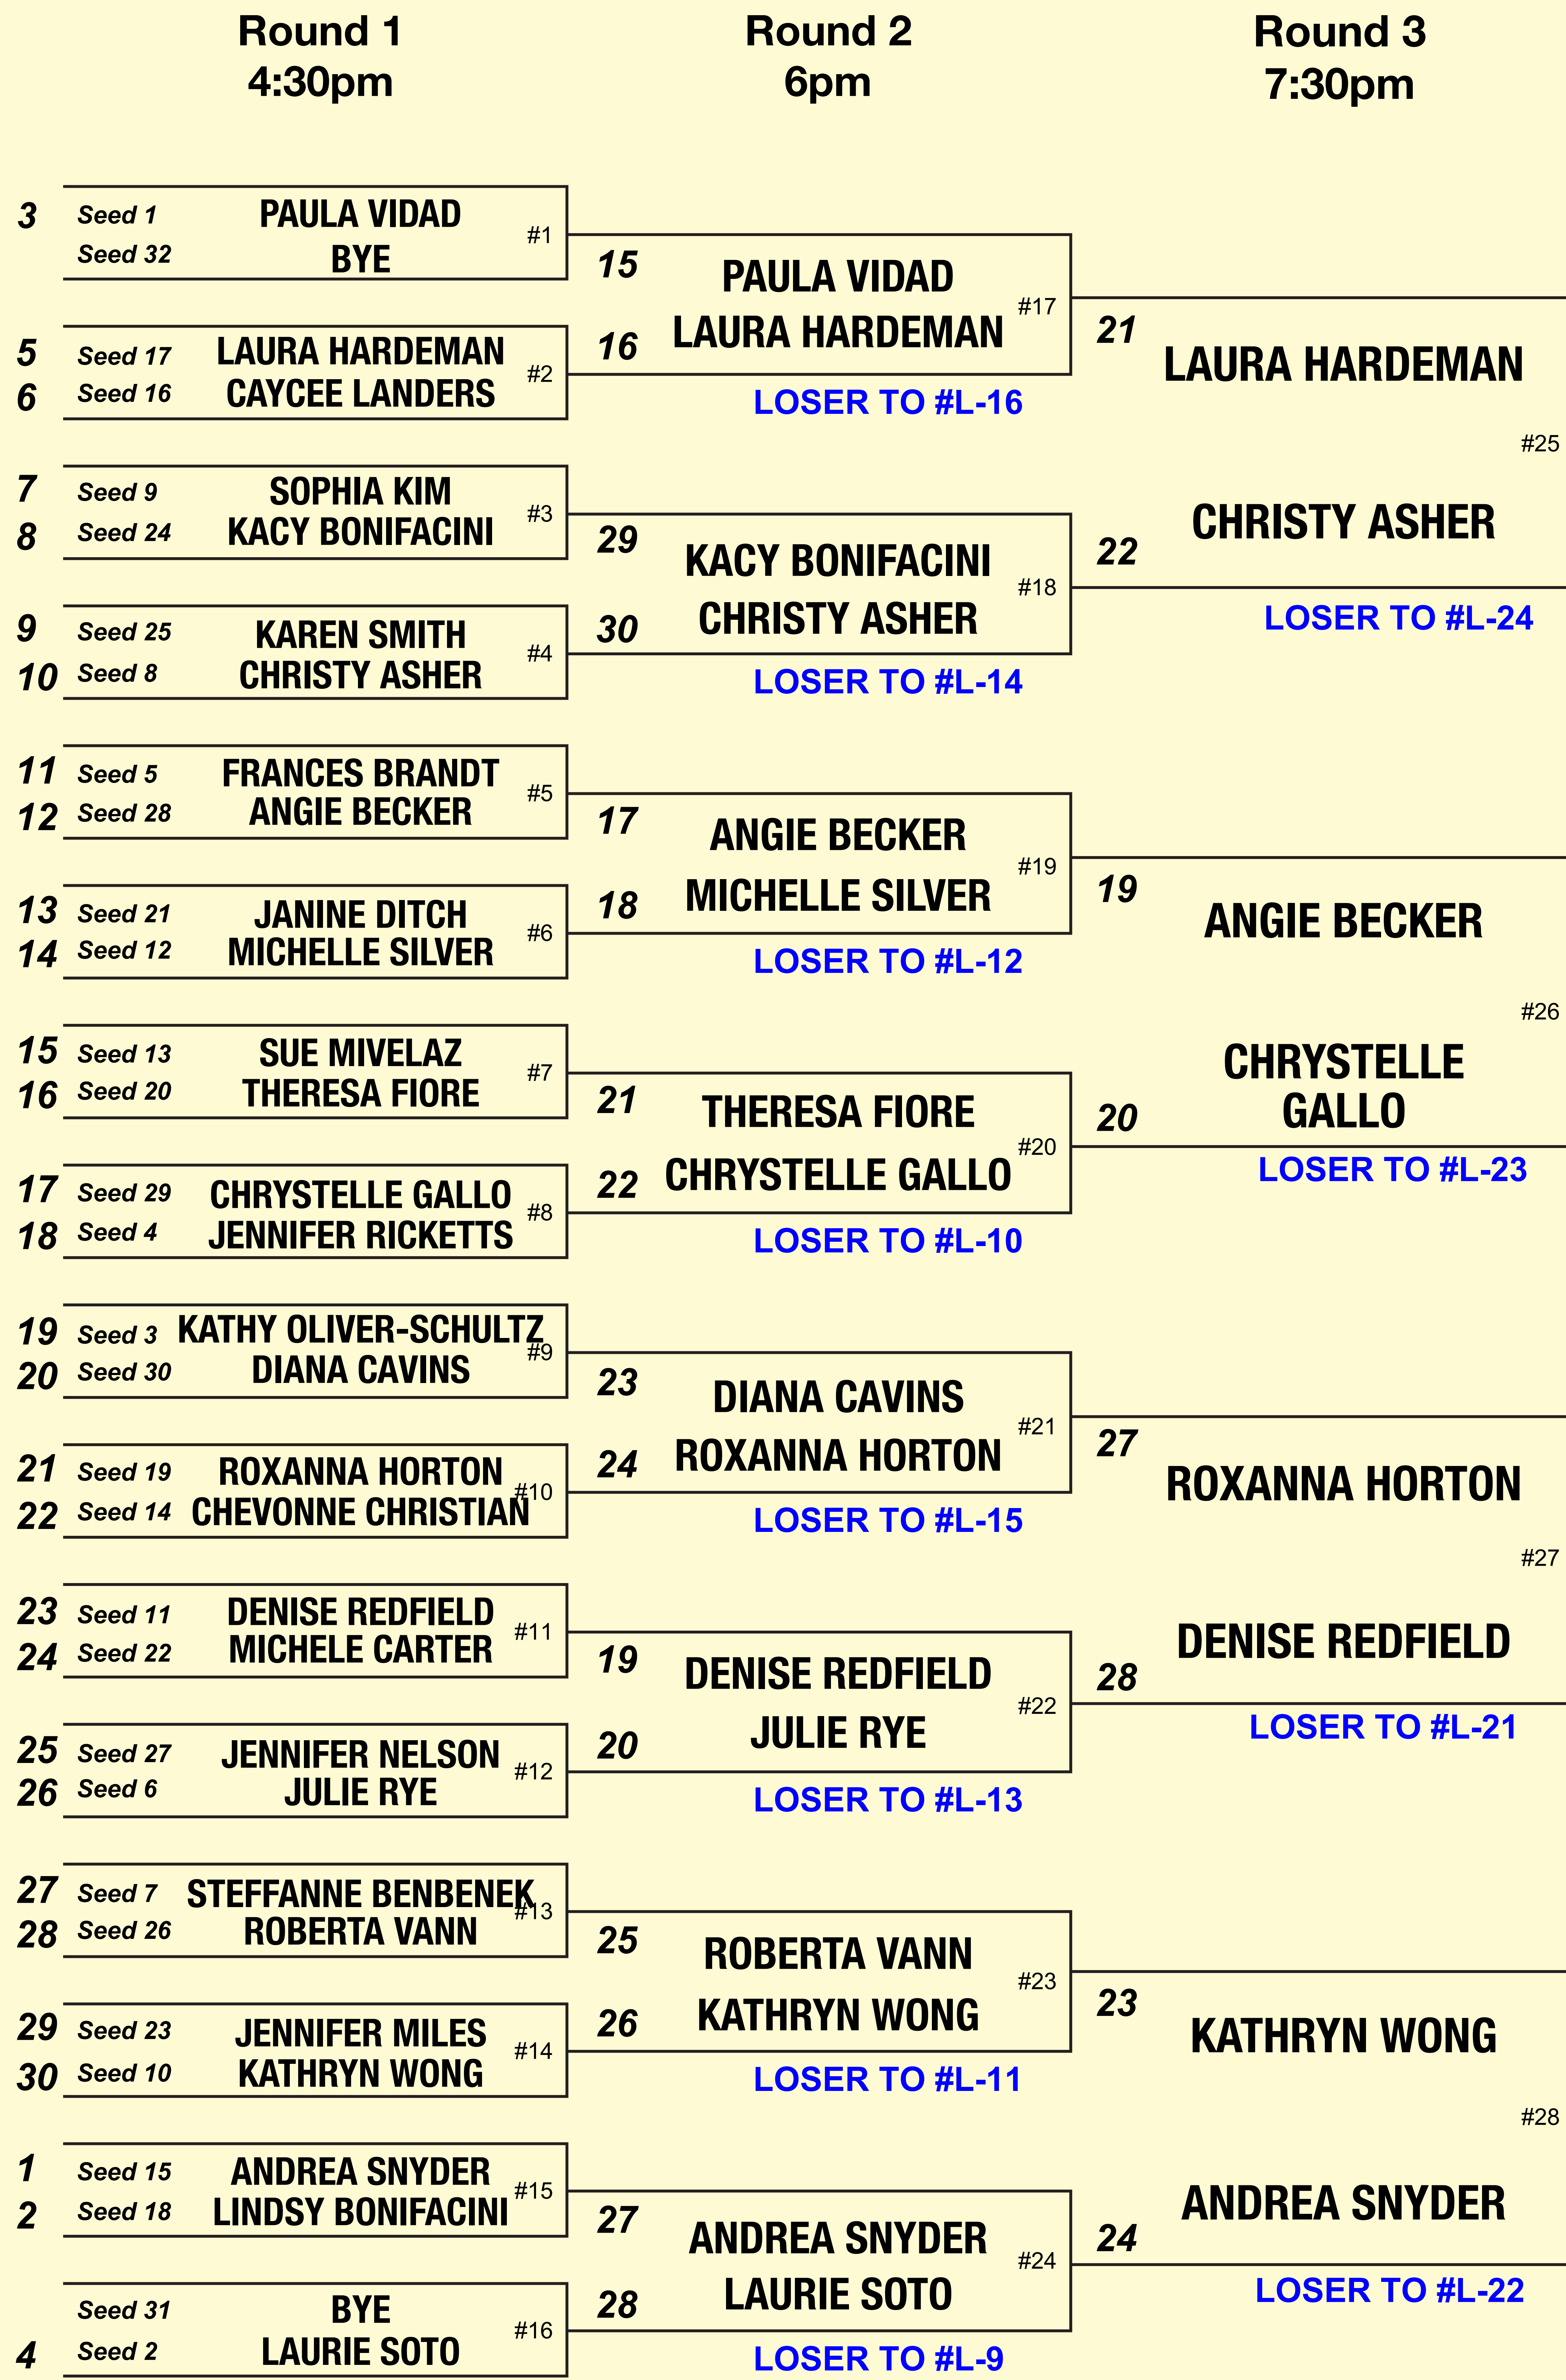 Round 1
4:30pm
Round 2
6pm
Round 3
7:30pm
3 Seed 1 PAULA VIDAD
Seed 32 BYE
#1
5 Seed 17 LAURA HARDEMAN
6 Seed 16 CAYCEE LANDERS
#2
7 Seed 9 SOPHIA KIM
8 Seed 24 KACY BONIFACINI
#3
9 Seed 25 KAREN SMITH
10 Seed 8 CHRISTY ASHER
#4
11 Seed 5 FRANCES BRANDT
12 Seed 28 ANGIE BECKER
#5
13 Seed 21 JANINE DITCH
14 Seed 12 MICHELLE SILVER
#6
15 Seed 13 SUE MIVELAZ
16 Seed 20 THERESA FIORE
#7
17 Seed 29 CHRYSTELLE GALLO
18 Seed 4 JENNIFER RICKETTS
#8
19 Seed 3 KATHY OLIVER-SCHULTZ
20 Seed 30 DIANA CAVINS
#9
21 Seed 19 ROXANNA HORTON
22 Seed 14 CHEVONNE CHRISTIAN
#10
23 Seed 11 DENISE REDFIELD
24 Seed 22 MICHELE CARTER
#11
25 Seed 27 JENNIFER NELSON
26 Seed 6 JULIE RYE
#12
27 Seed 7 STEFFANNE BENBENEK
28 Seed 26 ROBERTA VANN
#13
29 Seed 23 JENNIFER MILES
30 Seed 10 KATHRYN WONG
#14
1 Seed 15 ANDREA SNYDER
2 Seed 18 LINDSY BONIFACINI
#15
Seed 31 BYE
4 Seed 2 LAURIE SOTO
#16
15 PAULA VIDAD
#17
16 LAURA HARDEMAN
LOSER TO #L-16
29 KACY BONIFACINI
#18
30 CHRISTY ASHER
LOSER TO #L-14
17 ANGIE BECKER
#19
18 MICHELLE SILVER
LOSER TO #L-12
21 THERESA FIORE
#20
22 CHRYSTELLE GALLO
LOSER TO #L-10
23 DIANA CAVINS
#21
24 ROXANNA HORTON
LOSER TO #L-15
19 DENISE REDFIELD
#22
20 JULIE RYE
LOSER TO #L-13
25 ROBERTA VANN
#23
26 KATHRYN WONG
LOSER TO #L-11
27 ANDREA SNYDER
#24
28 LAURIE SOTO
LOSER TO #L-9
21 LAURA HARDEMAN
#25
22 CHRISTY ASHER
LOSER TO #L-24
19 ANGIE BECKER
#26
CHRYSTELLE
20 GALLO
LOSER TO #L-23
27 ROXANNA HORTON
#27
28 DENISE REDFIELD
LOSER TO #L-21
23 KATHRYN WONG
#28
24 ANDREA SNYDER
LOSER TO #L-22